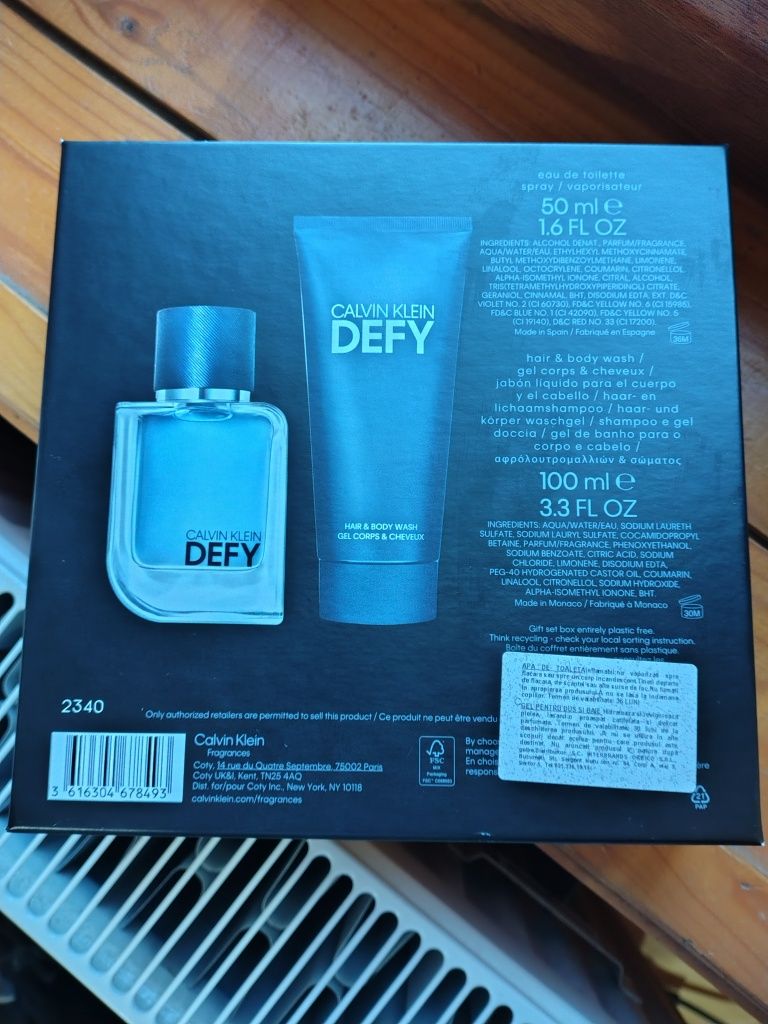 eau de toilette
spray / vaporisateur
50 ml ℮
1.6 FL OZ
INGREDIENTS: ALCOHOL DENAT., PARFUM/FRAGRANCE,
AQUA/WATER/EAU, ETHYLHEXYL METHOXYCINNAMATE,
BUTYL METHOXYDIBENZOYLMETHANE, LIMONENE,
LINALOOL, OCTOCRYLENE, COUMARIN, CITRONELLOL,
ALPHA-ISOMETHYL IONONE, CITRAL, ALCOHOL,
TRIS(TETRAMETHYLHYDROXYPIPERIDINOL) CITRATE,
GERANIOL, CINNAMAL, BHT, DISODIUM EDTA, EXT. D&C
VIOLET NO. 2 (CI 60730), FD&C YELLOW NO. 6 (CI 15985),
FD&C BLUE NO. 1 (CI 42090), FD&C YELLOW NO. 5
(CI 19140), D&C RED NO. 33 (CI 17200).
Made in Spain / Fabriqué en Espagne
36M
hair & body wash /
gel corps & cheveux /
jabón líquido para el cuerpo
y el cabello / haar- en
lichaamshampoo / haar- und
körper waschgel / shampoo e gel
doccia / gel de banho para o
corpo e cabelo /
αφρόλουτρομαλλιών & σώματος
100 ml ℮
3.3 FL OZ
INGREDIENTS: AQUA/WATER/EAU, SODIUM LAURETH
SULFATE, SODIUM LAURYL SULFATE, COCAMIDOPROPYL
BETAINE, PARFUM/FRAGRANCE, PHENOXYETHANOL,
SODIUM BENZOATE, CITRIC ACID, SODIUM
CHLORIDE, LIMONENE, DISODIUM EDTA,
PEG-40 HYDROGENATED CASTOR OIL, COUMARIN,
LINALOOL, CITRONELLOL, SODIUM HYDROXIDE,
ALPHA-ISOMETHYL IONONE, BHT.
Made in Monaco / Fabriqué à Monaco
30M
Gift set box entirely plastic free.
Think recycling - check your local sorting instruction.
Boîte du coffret entièrement sans plastique.
CALVIN KLEIN
DEFY
HAIR & BODY WASH
GEL CORPS & CHEVEUX
CALVIN KLEIN
DEFY
APA DE TOALETA
GEL PENTRU DUS SI BAIE
2340
Only authorized retailers are permitted to sell this product / Ce produit ne peut être vendu
3 616304 678493
Calvin Klein
Fragrances
Coty, 14 rue du Quatre Septembre, 75002 Paris
Coty UK&I, Kent, TN25 4AQ
Dist. for/pour Coty Inc., New York, NY 10118
calvinklein.com/fragrances
FSC
MIX
Packaging
By choo
manage
En chois
respon
21
PAP